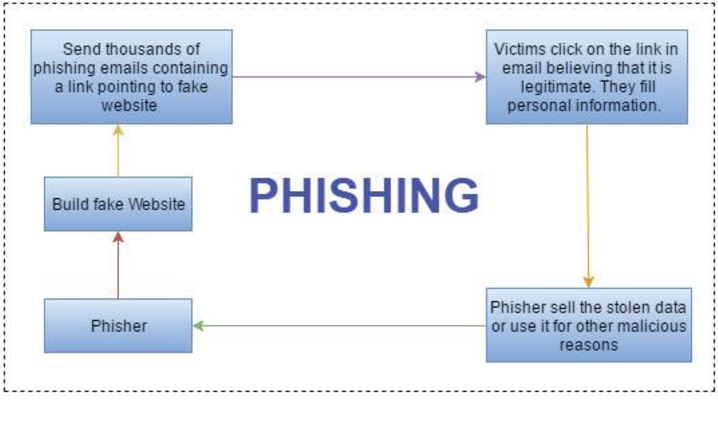 Send thousands of
phishing emails containing
a link pointing to fake
website
Victims click on the link in
email believing that it is
legitimate. They fill
personal information.
Build fake Website
PHISHING
Phisher
Phisher sell the stolen data
or use it for other malicious
reasons